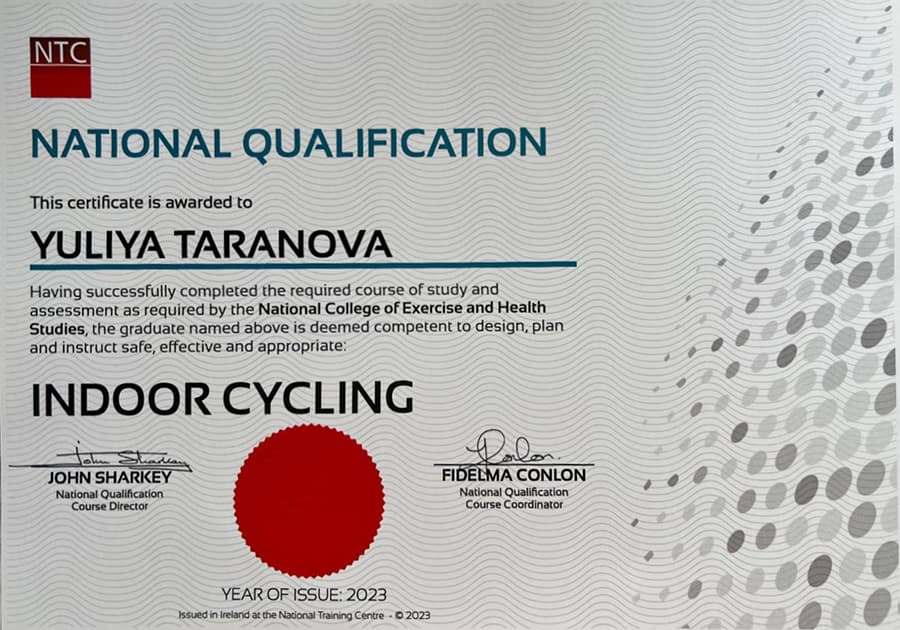 NTC
NATIONAL QUALIFICATION
This certificate is awarded to
YULIYA TARANOVA
Having successfully completed the required course of study and
assessment as required by the National College of Exercise and Health
Studies, the graduate named above is deemed competent to design, plan
and instruct safe, effective and appropriate:
INDOOR CYCLING
John Sharkey
JOHN SHARKEY
National Qualification
Course Director
Conlon.
FIDELMA CONLON
National Qualification
Course Coordinator
YEAR OF ISSUE: 2023
Issued in Ireland at the National Training Centre - © 2023